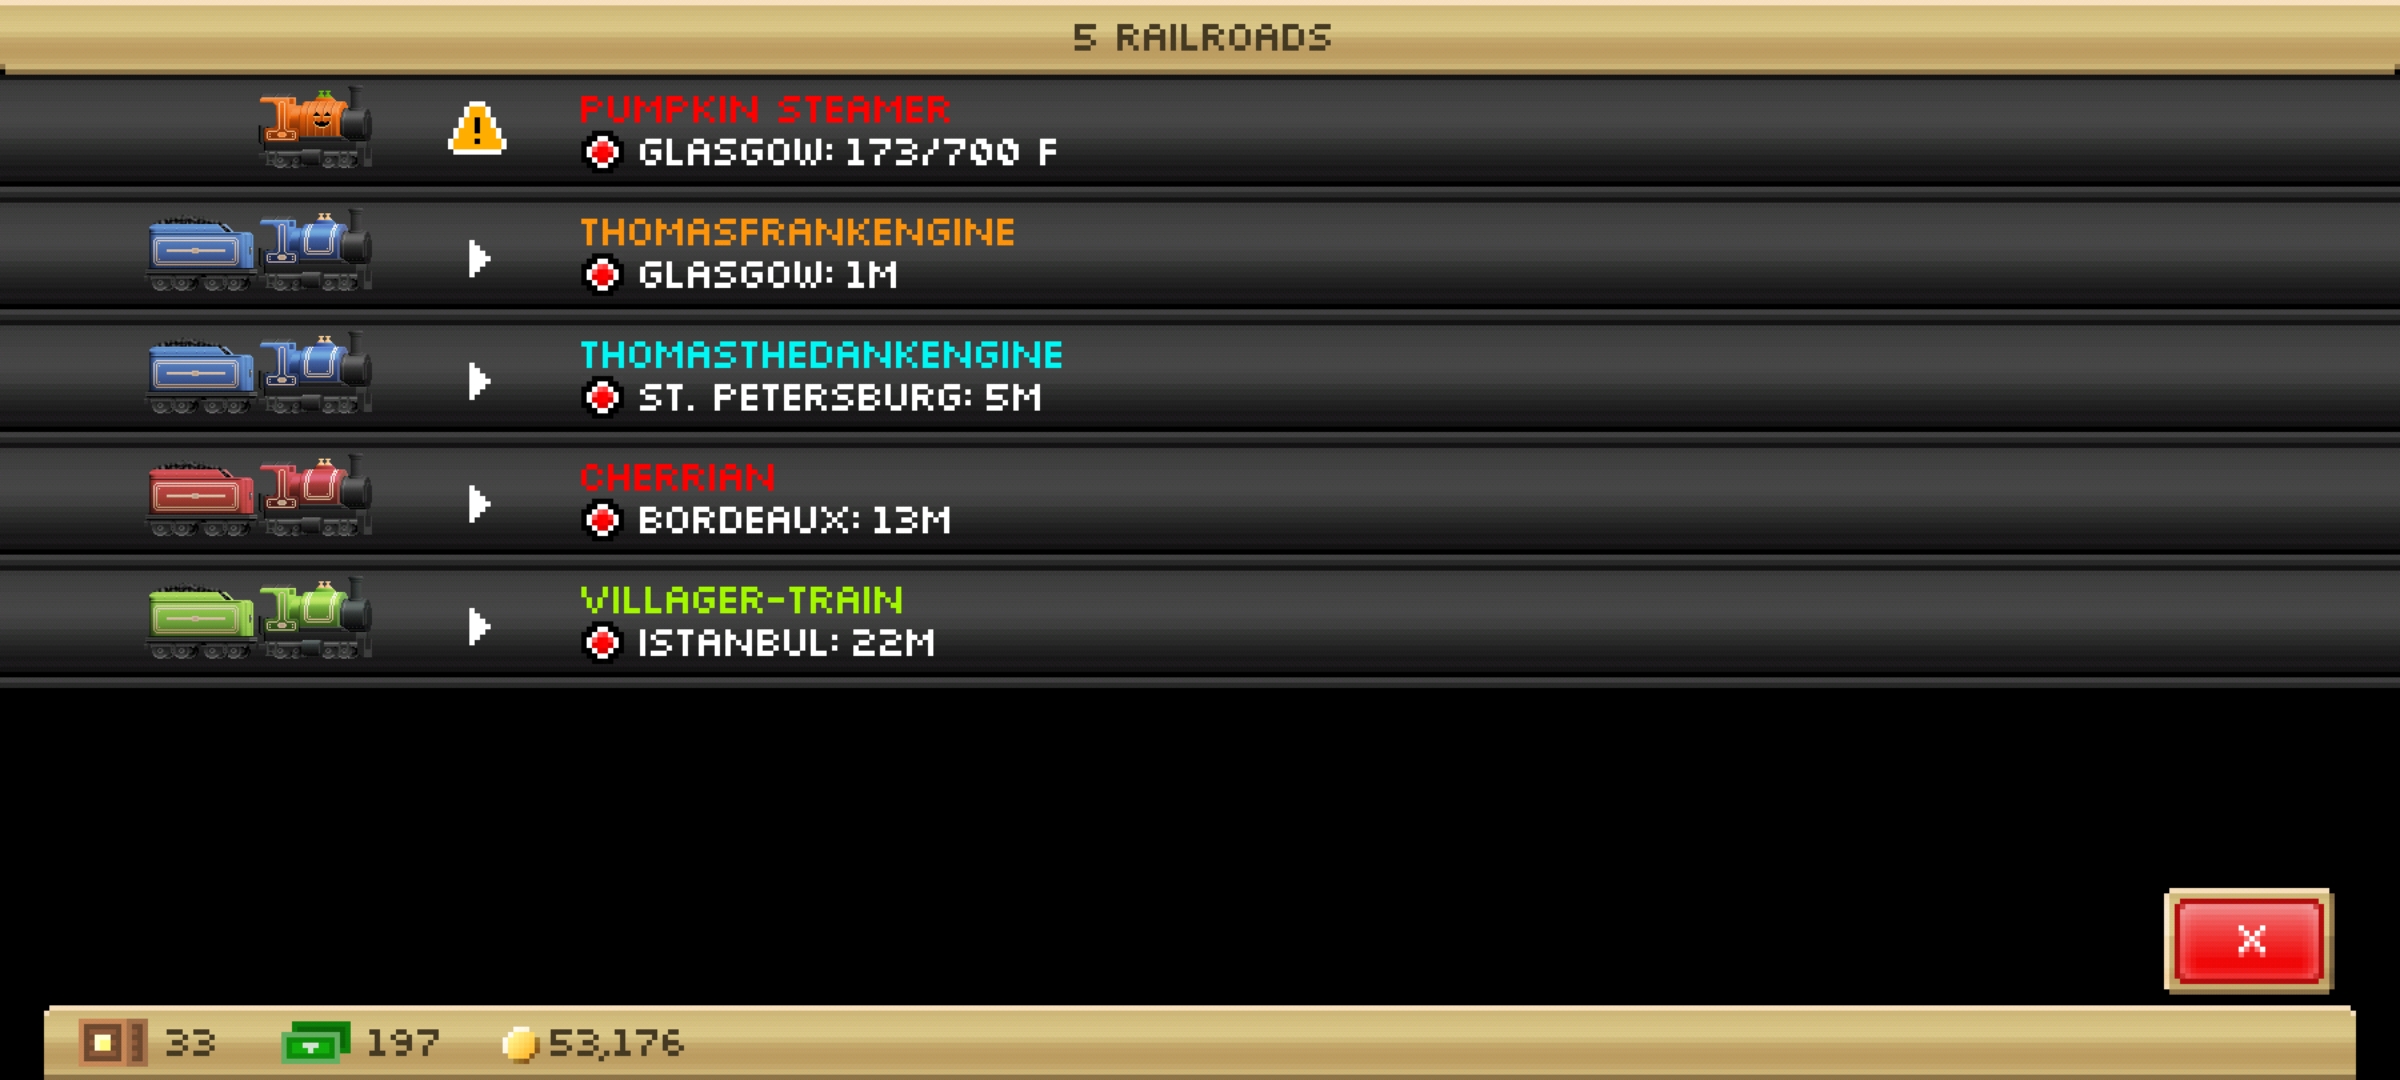 5 RAILROADS
PUMPKIN STEAMER
GLASGOW: 173/700 F
THOMASFRANKENGINE
GLASGOW: 1M
THOMASTHEDANKENGINE
ST. PETERSBURG: 5M
CHERRIAN
BORDEAUX: 13M
VILLAGER-TRAIN
ISTANBUL: 22M
X
33 197 53,176